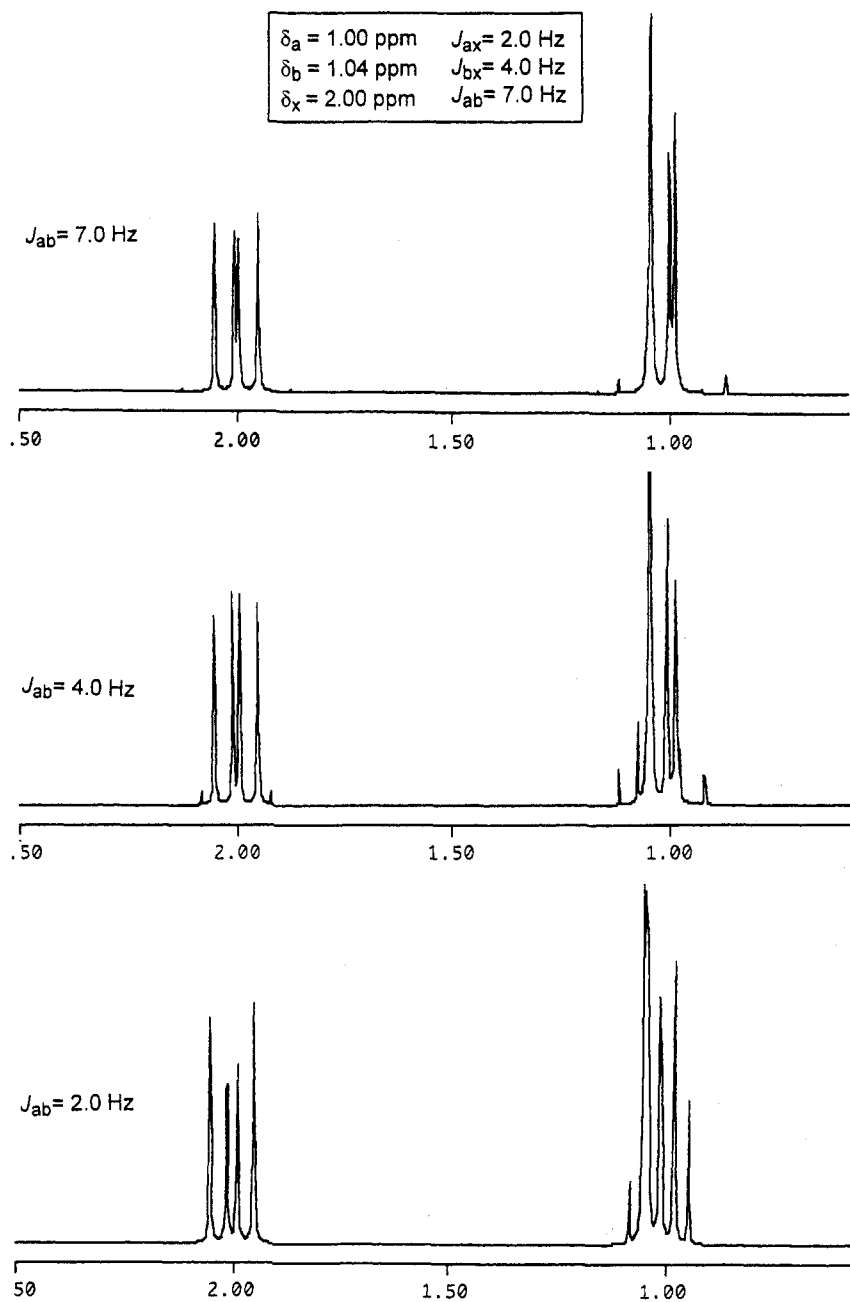 δa = 1.00 ppm Jax= 2.0 Hz
δb = 1.04 ppm Jbx= 4.0 Hz
δx = 2.00 ppm Jab= 7.0 Hz
Jab= 7.0 Hz
.50 2.00 1.50 1.00
Jab= 4.0 Hz
.50 2.00 1.50 1.00
Jab= 2.0 Hz
50 2.00 1.50 1.00